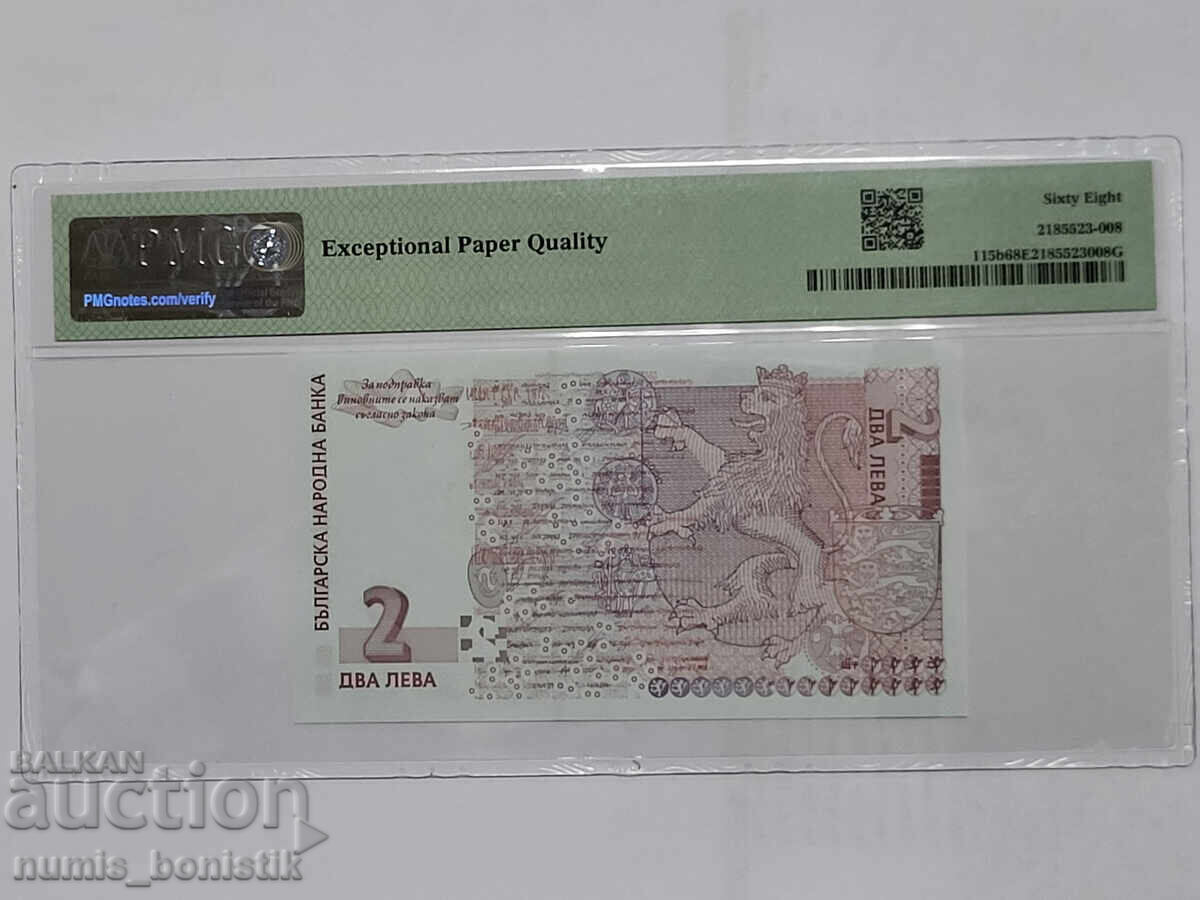 PMG
PMGnotes.com/verify
Exceptional Paper Quality
Sixty Eight
2185523-008
115b68E2185523008G
БЪЛГАРСКА НАРОДНА БАНКА
За подправка
виновните се наказват
съгласно закона
2
ДВА ЛЕВА
2
ДВА ЛЕВА
BALKAN
auction
numis_bonistik